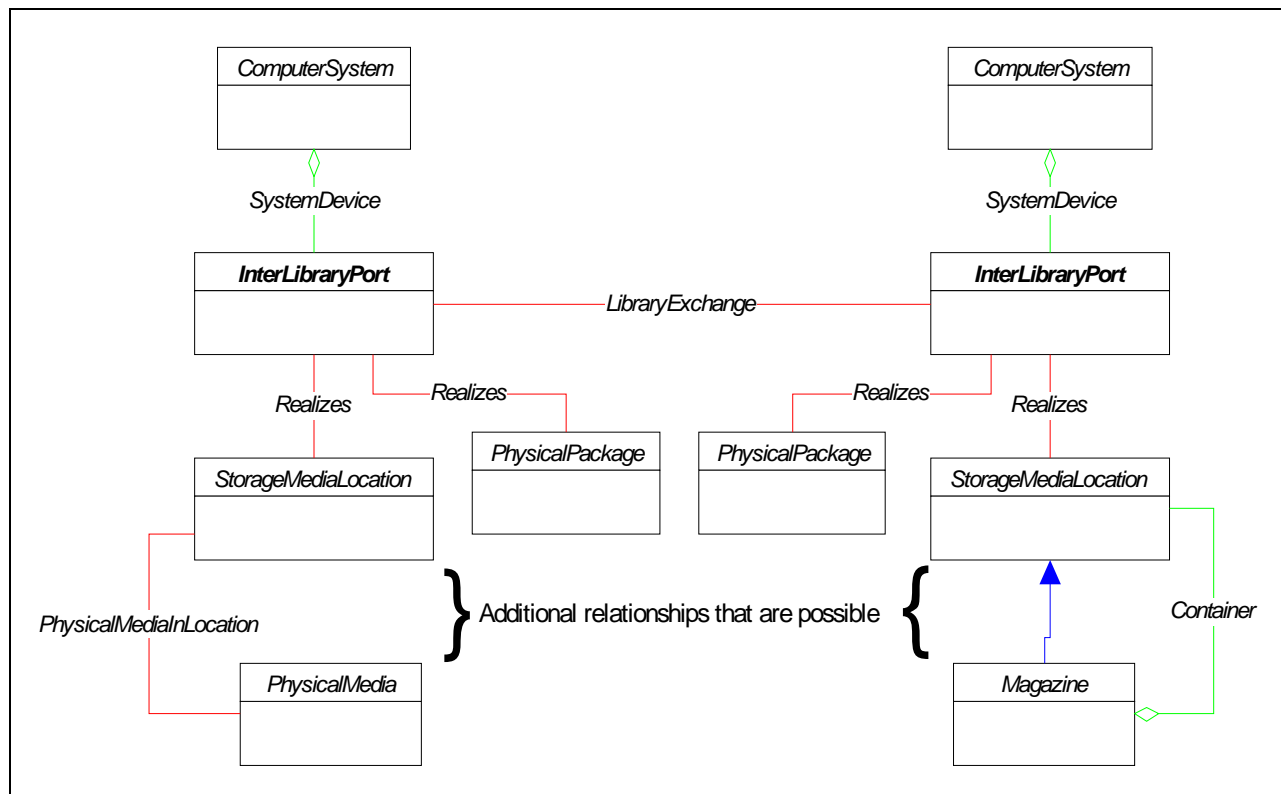 ComputerSystem
ComputerSystem
SystemDevice
SystemDevice
InterLibraryPort
InterLibraryPort
LibraryExchange
Realizes
Realizes
Realizes
Realizes
PhysicalPackage
PhysicalPackage
StorageMediaLocation
StorageMediaLocation
PhysicalMediaInLocation
} Additional relationships that are possible {
Container
PhysicalMedia
Magazine